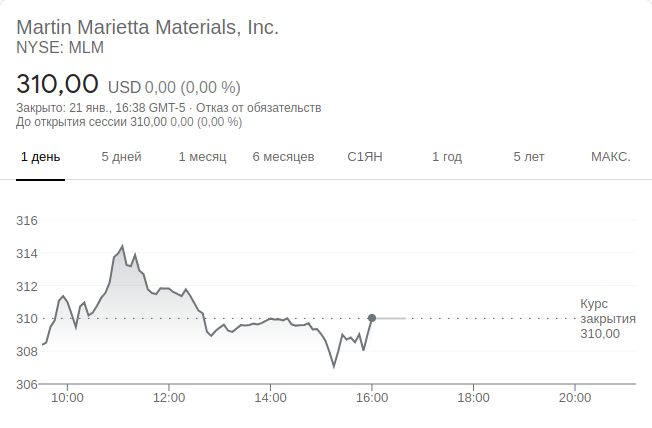 Martin Marietta Materials, Inc.
NYSE: MLM
310,00 USD 0,00 (0,00 %)
Закрыто: 21 янв., 16:38 GMT-5 · Отказ от обязательств
До открытия сессии 310,00 0,00 (0,00 %)
1 день 5 дней 1 месяц 6 месяцев С1ЯН 1 год 5 лет МАКС.
316
314
312
310
308
306
Курс
закрытия
310,00
10:00 12:00 14:00 16:00 18:00 20:00